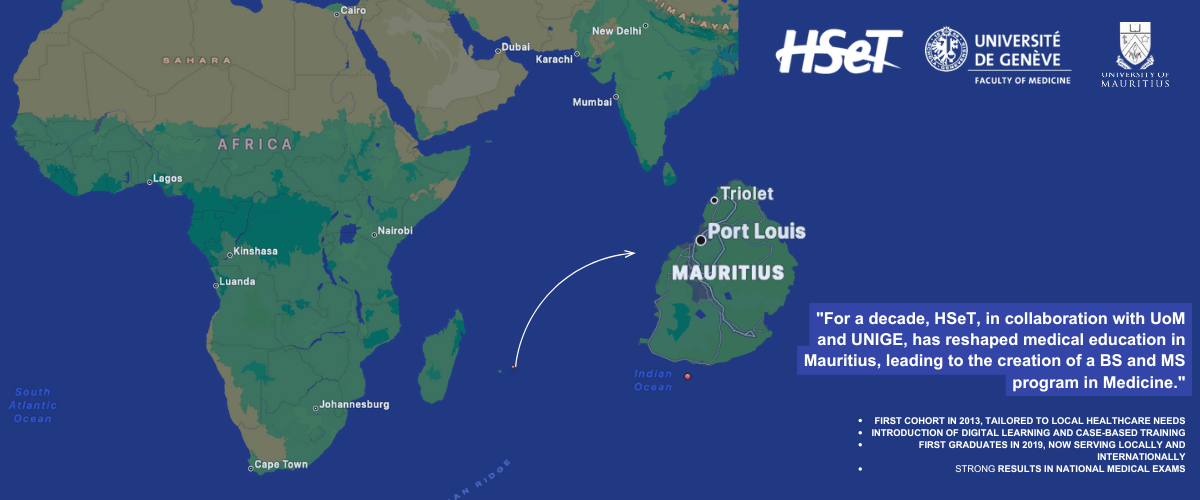 Cairo
HIMALAYA
New Delhi
Dubai
Karachi
SAHARA
Mumbai
AFRICA
Lagos
Nairobi
Kinshasa
Luanda
South
Atlantic
Ocean
Johannesburg
Cape Town
AN RIDGE
Triolet
Port Louis
MAURITIUS
Indian
Ocean
HSeT
UNIVERSITÉ
DE GENÈVE
FACULTY OF MEDICINE
UNIVERSITY OF
MAURITIUS
"For a decade, HSeT, in collaboration with UoM
and UNIGE, has reshaped medical education in
Mauritius, leading to the creation of a BS and MS
program in Medicine."
• FIRST COHORT IN 2013, TAILORED TO LOCAL HEALTHCARE NEEDS
• INTRODUCTION OF DIGITAL LEARNING AND CASE-BASED TRAINING
• FIRST GRADUATES IN 2019, NOW SERVING LOCALLY AND
INTERNATIONALLY
• STRONG RESULTS IN NATIONAL MEDICAL EXAMS